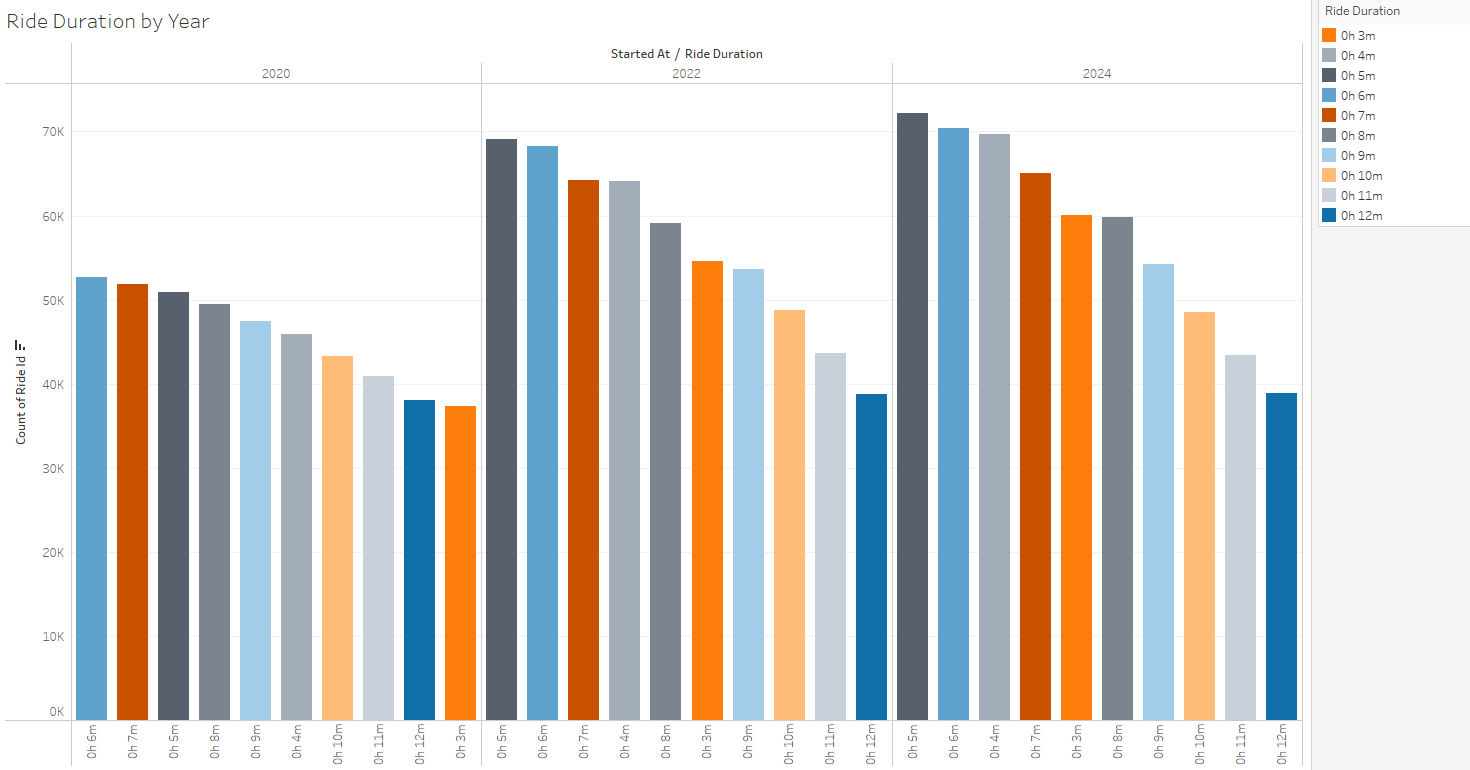 Ride Duration by Year
Started At / Ride Duration
2020 2022 2024
70K
60K
50K
40K
30K
20K
10K
0K
Count of Ride Id
0h 6m 0h 7m 0h 5m 0h 8m 0h 9m 0h 4m 0h 10m 0h 11m 0h 12m 0h 3m 0h 5m 0h 6m 0h 7m 0h 4m 0h 8m 0h 3m 0h 9m 0h 10m 0h 11m 0h 12m 0h 5m 0h 6m 0h 4m 0h 7m 0h 3m 0h 8m 0h 9m 0h 10m 0h 11m 0h 12m
Ride Duration
0h 3m
0h 4m
0h 5m
0h 6m
0h 7m
0h 8m
0h 9m
0h 10m
0h 11m
0h 12m